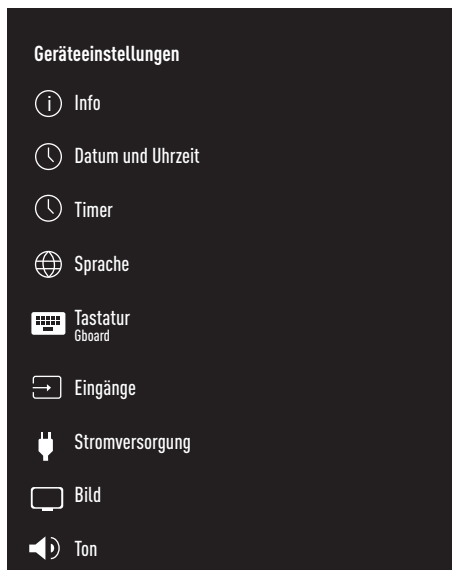 Geräteeinstellungen
Info
Datum und Uhrzeit
Timer
Sprache
Tastatur
Gboard
Eingänge
Stromversorgung
Bild
Ton